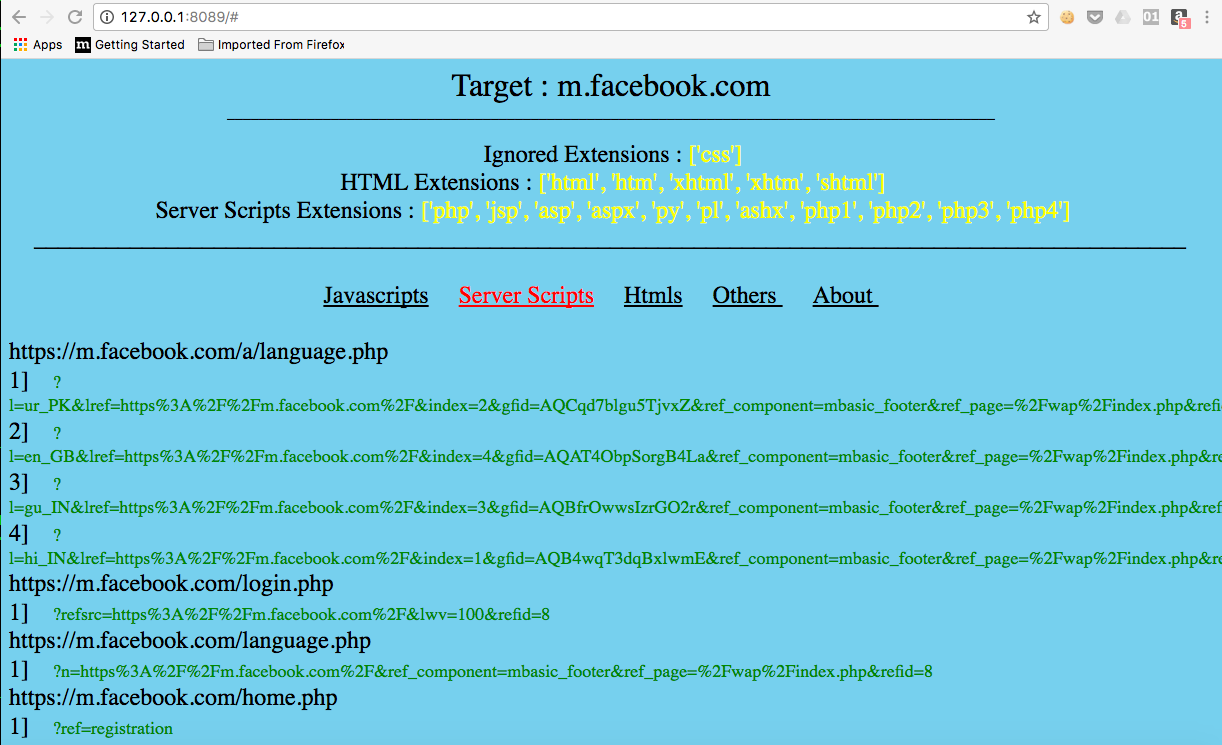 127.0.0.1:8089/#
01
5
Apps m Getting Started Imported From Firefox
Target : m.facebook.com
Ignored Extensions : ['css']
HTML Extensions : ['html', 'htm', 'xhtml', 'xhtm', 'shtml']
Server Scripts Extensions : ['php', 'jsp', 'asp', 'aspx', 'py', 'pl', 'ashx', 'php1', 'php2', 'php3', 'php4']
Javascripts Server Scripts Htmls Others About
https://m.facebook.com/a/language.php
1] ?
l=ur_PK&lref=https%3A%2F%2Fm.facebook.com%2F&index=2&gfid=AQCqd7blgu5TjvxZ&ref_component=mbasic_footer&ref_page=%2Fwap%2Findex.php&refid
2] ?
l=en_GB&lref=https%3A%2F%2Fm.facebook.com%2F&index=4&gfid=AQAT4ObpSorgB4La&ref_component=mbasic_footer&ref_page=%2Fwap%2Findex.php&re
3] ?
l=gu_IN&lref=https%3A%2F%2Fm.facebook.com%2F&index=3&gfid=AQBfrOwwsIzrGO2r&ref_component=mbasic_footer&ref_page=%2Fwap%2Findex.php&ref
4] ?
l=hi_IN&lref=https%3A%2F%2Fm.facebook.com%2F&index=1&gfid=AQB4wqT3dqBxlwmE&ref_component=mbasic_footer&ref_page=%2Fwap%2Findex.php&re
https://m.facebook.com/login.php
1] ?refsrc=https%3A%2F%2Fm.facebook.com%2F&lwv=100&refid=8
https://m.facebook.com/language.php
1] ?n=https%3A%2F%2Fm.facebook.com%2F&ref_component=mbasic_footer&ref_page=%2Fwap%2Findex.php&refid=8
https://m.facebook.com/home.php
1] ?ref=registration